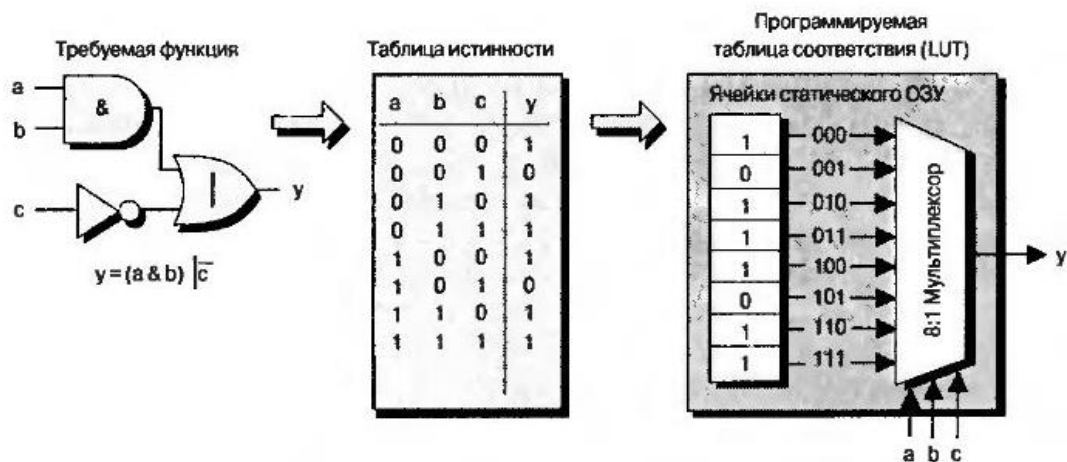 Требуемая функция
a
b
&
c
|
y
y = (a & b) | c̅
Таблица истинности
a b c y
0 0 0 1
0 0 1 0
0 1 0 1
0 1 1 1
1 0 0 1
1 0 1 0
1 1 0 1
1 1 1 1
Программируемая
таблица соответствия (LUT)
Ячейки статического ОЗУ
1 000
0 001
1 010
1 011
1 100
0 101
1 110
1 111
8:1 Мультиплексор
y
a b c